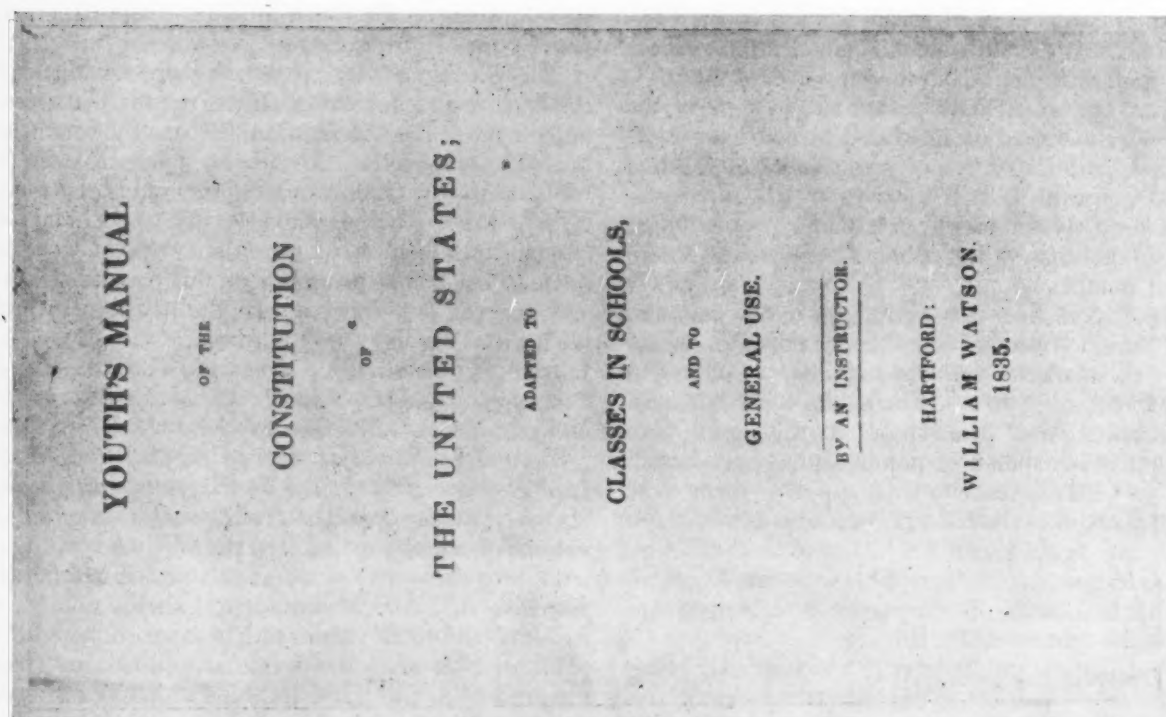 YOUTH'S MANUAL
OF THE
CONSTITUTION
OF
THE UNITED STATES;
ADAPTED TO
CLASSES IN SCHOOLS,
AND TO
GENERAL USE.
BY AN INSTRUCTOR.
HARTFORD:
WILLIAM WATSON.
1835.